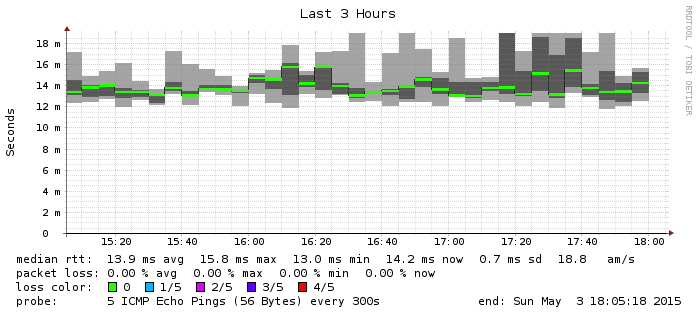 Last 3 Hours
RRDTOOL / TOBI OETIKER
Seconds
18 m
16 m
14 m
12 m
10 m
8 m
6 m
4 m
2 m
0
15:20 15:40 16:00 16:20 16:40 17:00 17:20 17:40 18:00
median rtt: 13.9 ms avg 15.8 ms max 13.0 ms min 14.2 ms now 0.7 ms sd 18.8 am/s
packet loss: 0.00 % avg 0.00 % max 0.00 % min 0.00 % now
loss color: 0 1/5 2/5 3/5 4/5
probe: 5 ICMP Echo Pings (56 Bytes) every 300s end: Sun May 3 18:05:18 2015